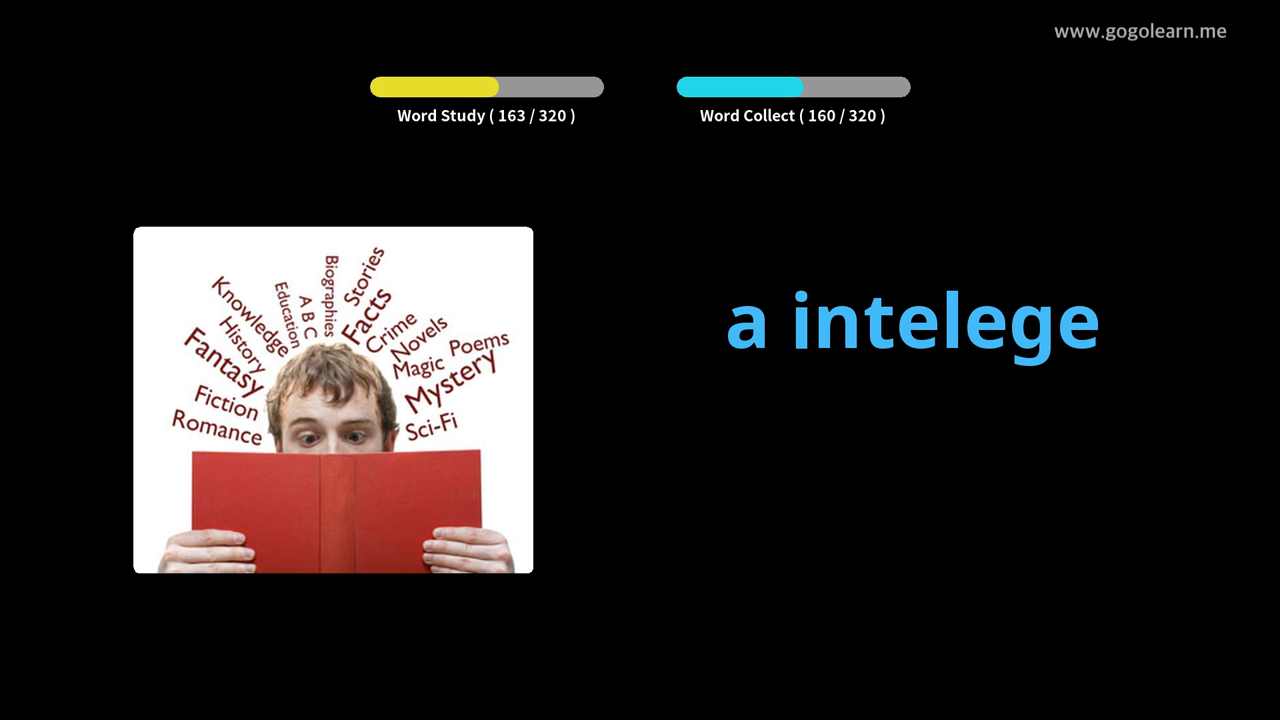 www.gogolearn.me
Word Study ( 163 / 320 )
Word Collect ( 160 / 320 )
a intelege
Knowledge
Education
A B C
Biographies
Stories
Facts
Crime
Novels
Poems
Magic
Mystery
Sci-Fi
History
Fantasy
Fiction
Romance